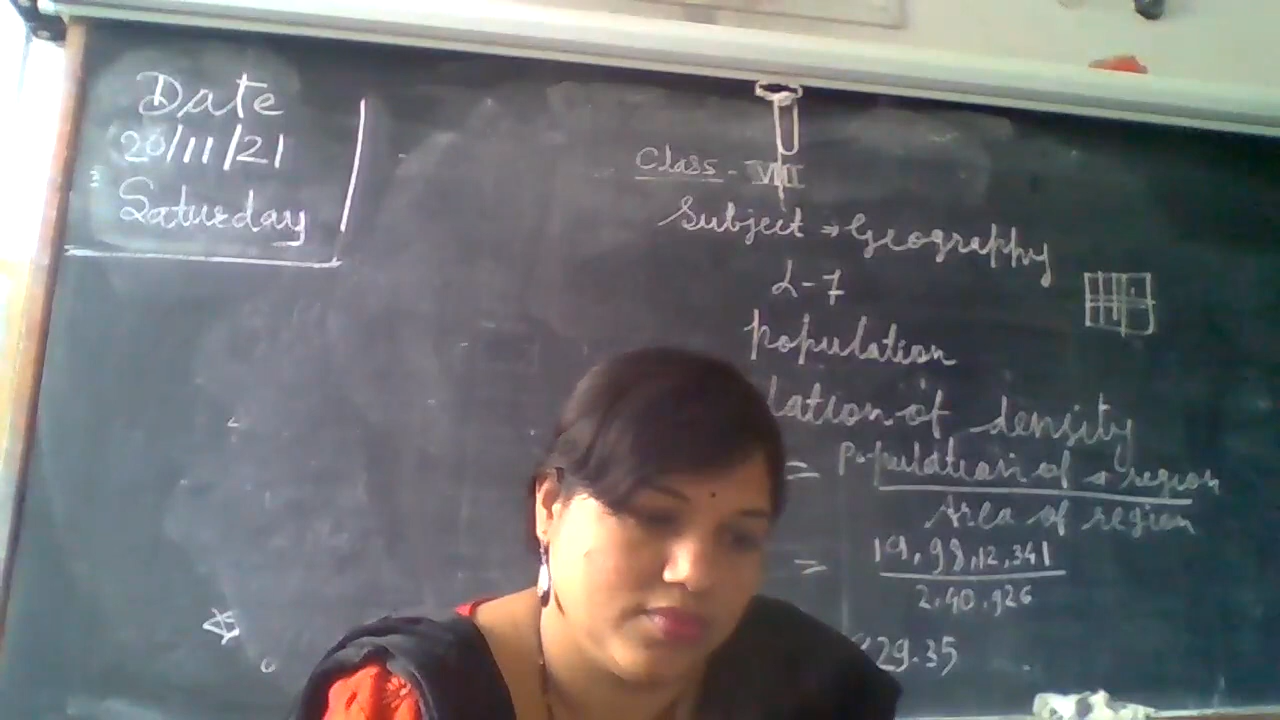 Date
20/11/21
Saturday
Class - VIII
Subject → Geography
L-7
population
lation of density
= Population of a region
Area of region
= 19,98,12,341
2,40,926
829.35